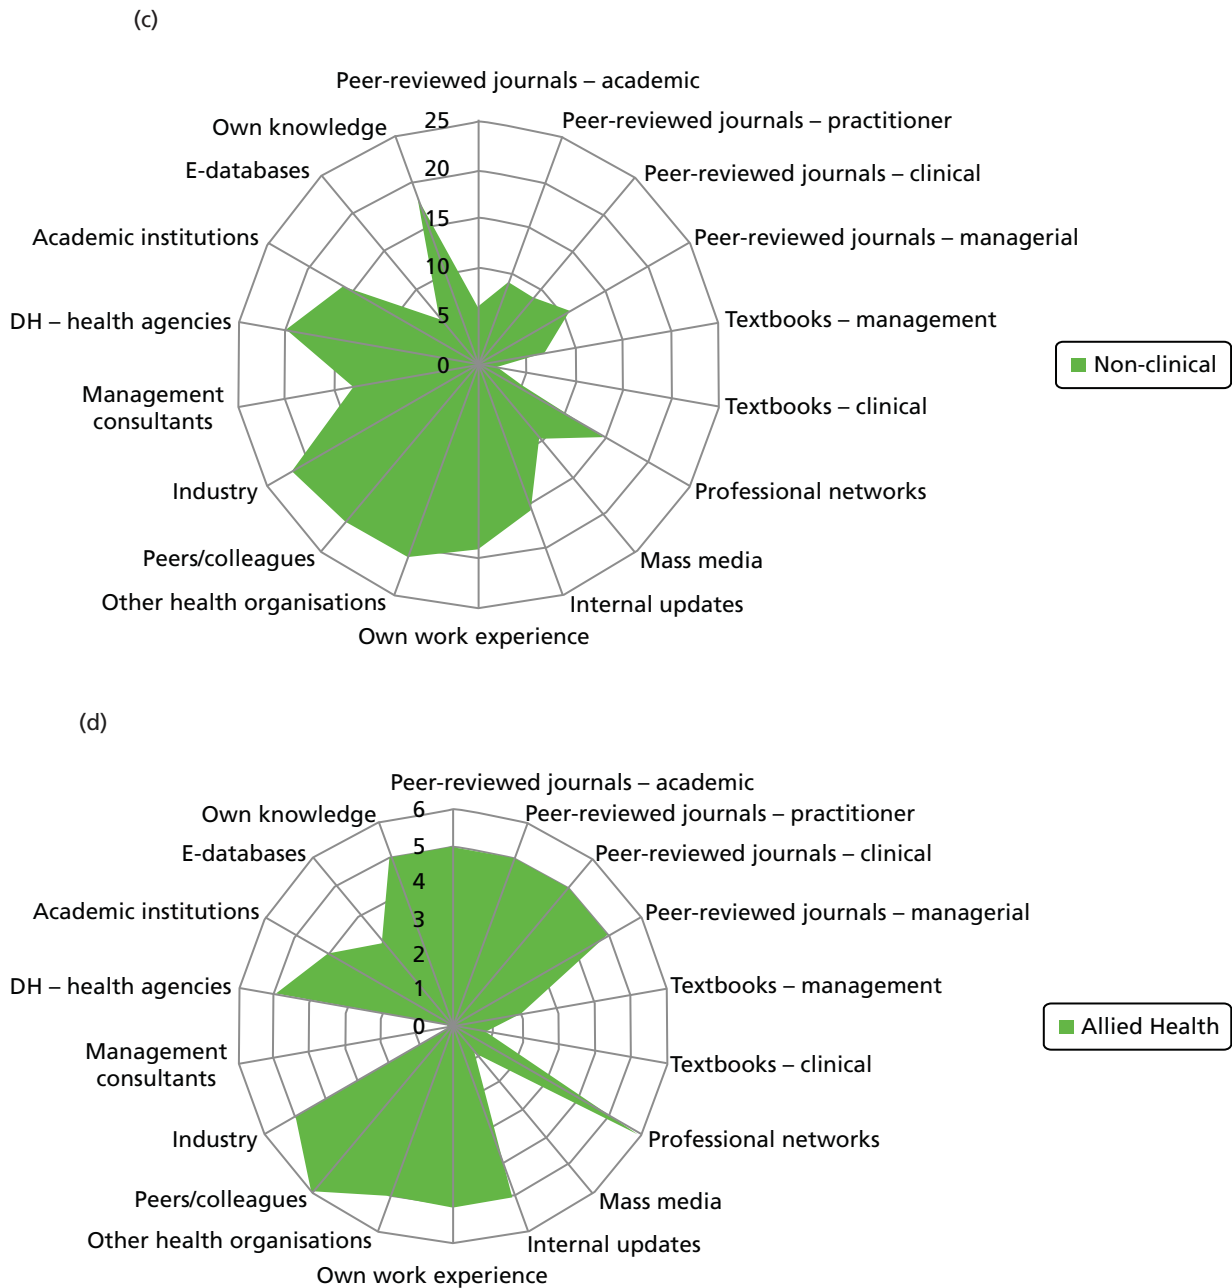 (c)
Peer-reviewed journals – academic
25
Peer-reviewed journals – practitioner
Own knowledge
20
E-databases
Peer-reviewed journals – clinical
15
Academic institutions
Peer-reviewed journals – managerial
10
DH – health agencies
5
Textbooks – management
0
Non-clinical
Management
consultants
Textbooks – clinical
Industry
Professional networks
Peers/colleagues
Mass media
Other health organisations
Internal updates
Own work experience
(d)
Peer-reviewed journals – academic
6
Own knowledge
Peer-reviewed journals – practitioner
5
E-databases
Peer-reviewed journals – clinical
4
Academic institutions
3
Peer-reviewed journals – managerial
2
DH – health agencies
1
Textbooks – management
0
Allied Health
Management
consultants
Textbooks – clinical
Industry
Professional networks
Peers/colleagues
Mass media
Other health organisations
Internal updates
Own work experience